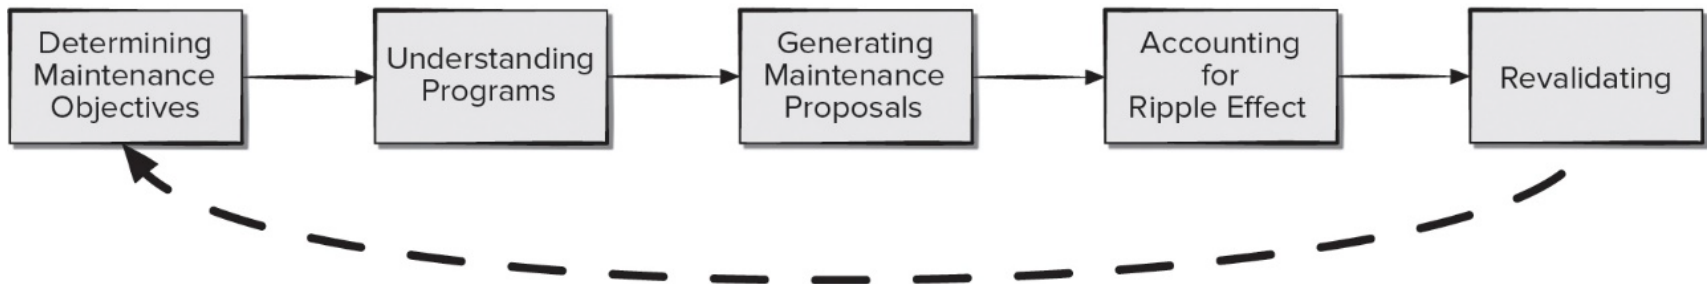 Determining
Maintenance
Objectives
Understanding
Programs
Generating
Maintenance
Proposals
Accounting
for
Ripple Effect
Revalidating